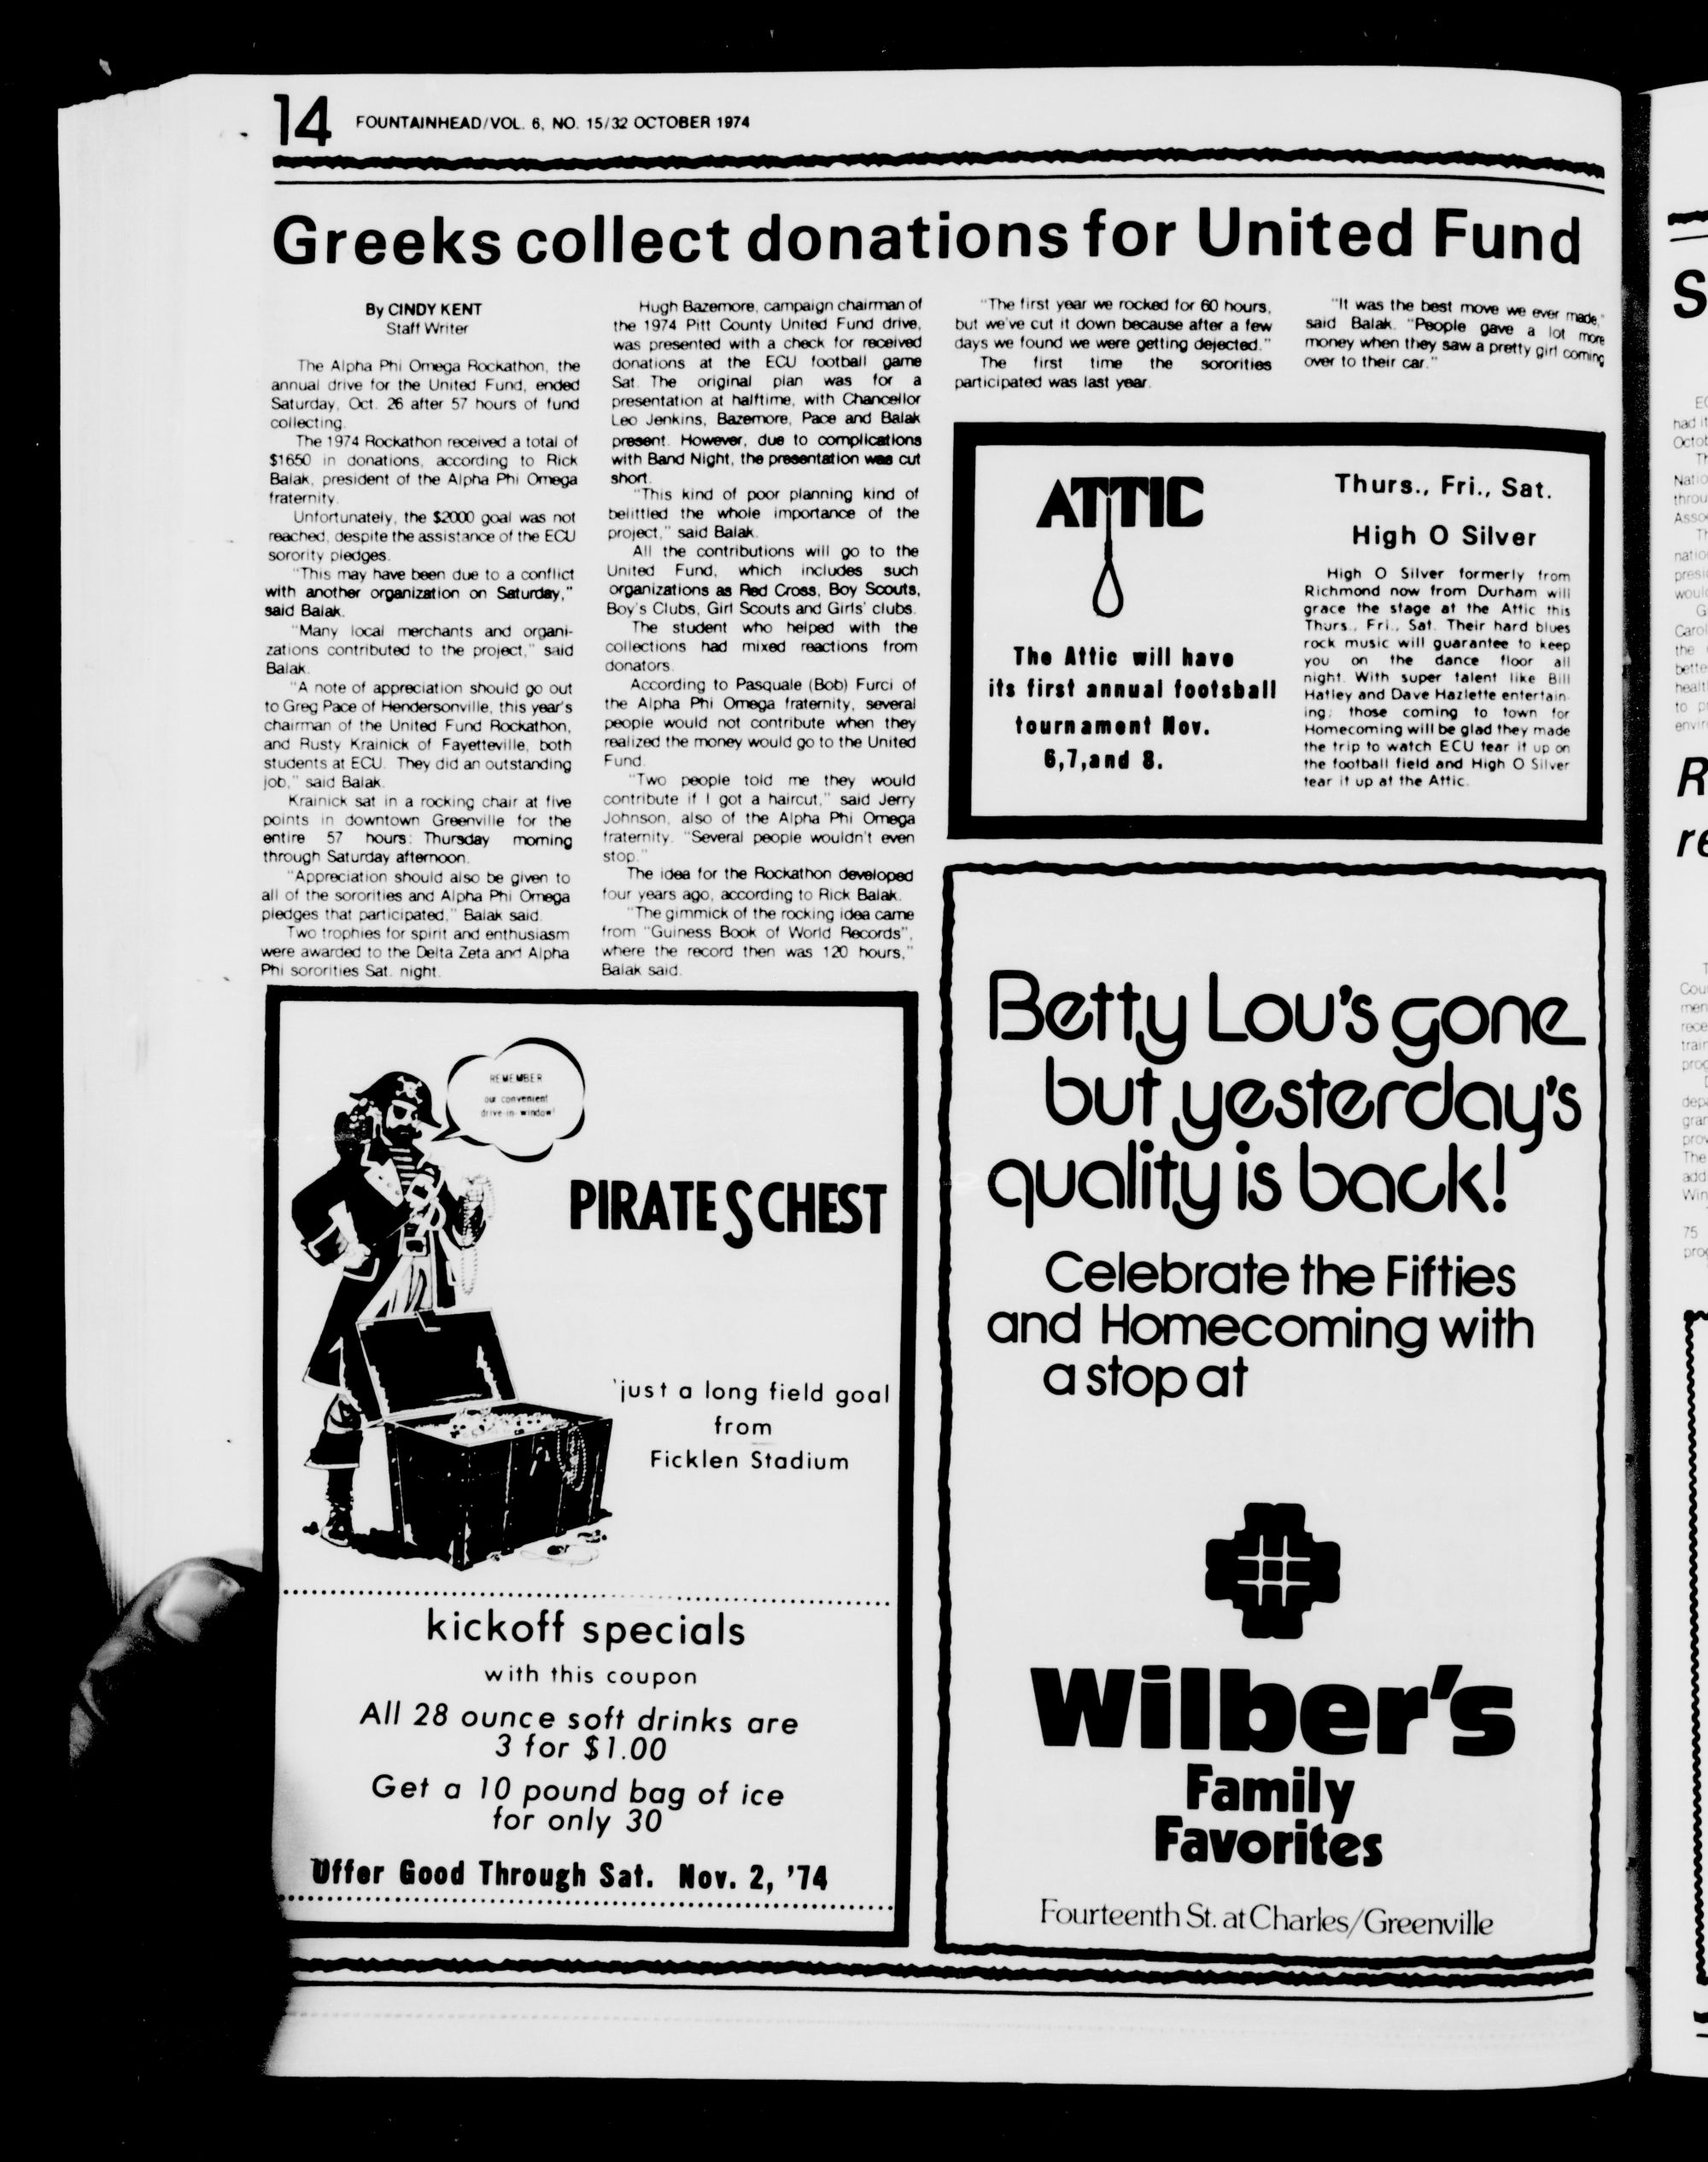 14 FOUNTAINHEAD/VOL. 6, NO. 15/32 OCTOBER 1974
Greeks collect donations for United Fund
By CINDY KENT
Staff Writer
The Alpha Phi Omega Rockathon, the
annual drive for the United Fund, ended
Saturday, Oct. 26 after 57 hours of fund
collecting.
The 1974 Rockathon received a total of
$1650 in donations, according to Rick
Balak, president of the Alpha Phi Omega
fraternity.
Unfortunately, the $2000 goal was not
reached, despite the assistance of the ECU
sorority pledges.
"This may have been due to a conflict
with another organization on Saturday,"
said Balak.
"Many local merchants and organi-
zations contributed to the project," said
Balak.
"A note of appreciation should go out
to Greg Pace of Hendersonville, this year's
chairman of the United Fund Rockathon,
and Rusty Krainick of Fayetteville, both
students at ECU. They did an outstanding
job," said Balak.
Krainick sat in a rocking chair at five
points in downtown Greenville for the
entire 57 hours: Thursday morning
through Saturday afternoon.
"Appreciation should also be given to
all of the sororities and Alpha Phi Omega
pledges that participated," Balak said.
Two trophies for spirit and enthusiasm
were awarded to the Delta Zeta and Alpha
Phi sororities Sat. night.
Hugh Bazemore, campaign chairman of
the 1974 Pitt County United Fund drive,
was presented with a check for received
donations at the ECU football game
Sat. The original plan was for a
presentation at halftime, with Chancellor
Leo Jenkins, Bazemore, Pace and Balak
present. However, due to complications
with Band Night, the presentation was cut
short.
"This kind of poor planning kind of
belittled the whole importance of the
project," said Balak.
All the contributions will go to the
United Fund, which includes such
organizations as Red Cross, Boy Scouts,
Boy's Clubs, Girl Scouts and Girls' clubs.
The student who helped with the
collections had mixed reactions from
donators.
According to Pasquale (Bob) Furci of
the Alpha Phi Omega fraternity, several
people would not contribute when they
realized the money would go to the United
Fund.
"Two people told me they would
contribute if I got a haircut," said Jerry
Johnson, also of the Alpha Phi Omega
fraternity. "Several people wouldn't even
stop."
The idea for the Rockathon developed
four years ago, according to Rick Balak.
"The gimmick of the rocking idea came
from "Guiness Book of World Records",
where the record then was 120 hours,"
Balak said.
"The first year we rocked for 60 hours,
but we've cut it down because after a few
days we found we were getting dejected."
The first time the sororities
participated was last year.
"It was the best move we ever made,"
said Balak. "People gave a lot more
money when they saw a pretty girl coming
over to their car."
ATTIC
The Attic will have
its first annual footsball
tournament Nov.
6,7,and 8.
Thurs., Fri., Sat.
High O Silver
High O Silver formerly from
Richmond now from Durham will
grace the stage at the Attic this
Thurs., Fri., Sat. Their hard blues
rock music will guarantee to keep
you on the dance floor all
night. With super talent like Bill
Hatley and Dave Hazlette entertain
ing; those coming to town for
Homecoming will be glad they made
the trip to watch ECU tear it up on
the football field and High O Silver
tear it up at the Attic.
REMEMBER
our convenient
drive-in-window!
PIRATES CHEST
'just a long field goal
from
Ficklen Stadium
kickoff specials
with this coupon
All 28 ounce soft drinks are
3 for $1.00
Get a 10 pound bag of ice
for only 30
Offer Good Through Sat. Nov. 2, '74
Betty Lou's gone
but yesterday's
quality is back!
Celebrate the Fifties
and Homecoming with
a stop at
Wilber's
Family
Favorites
Fourteenth St. at Charles/Greenville